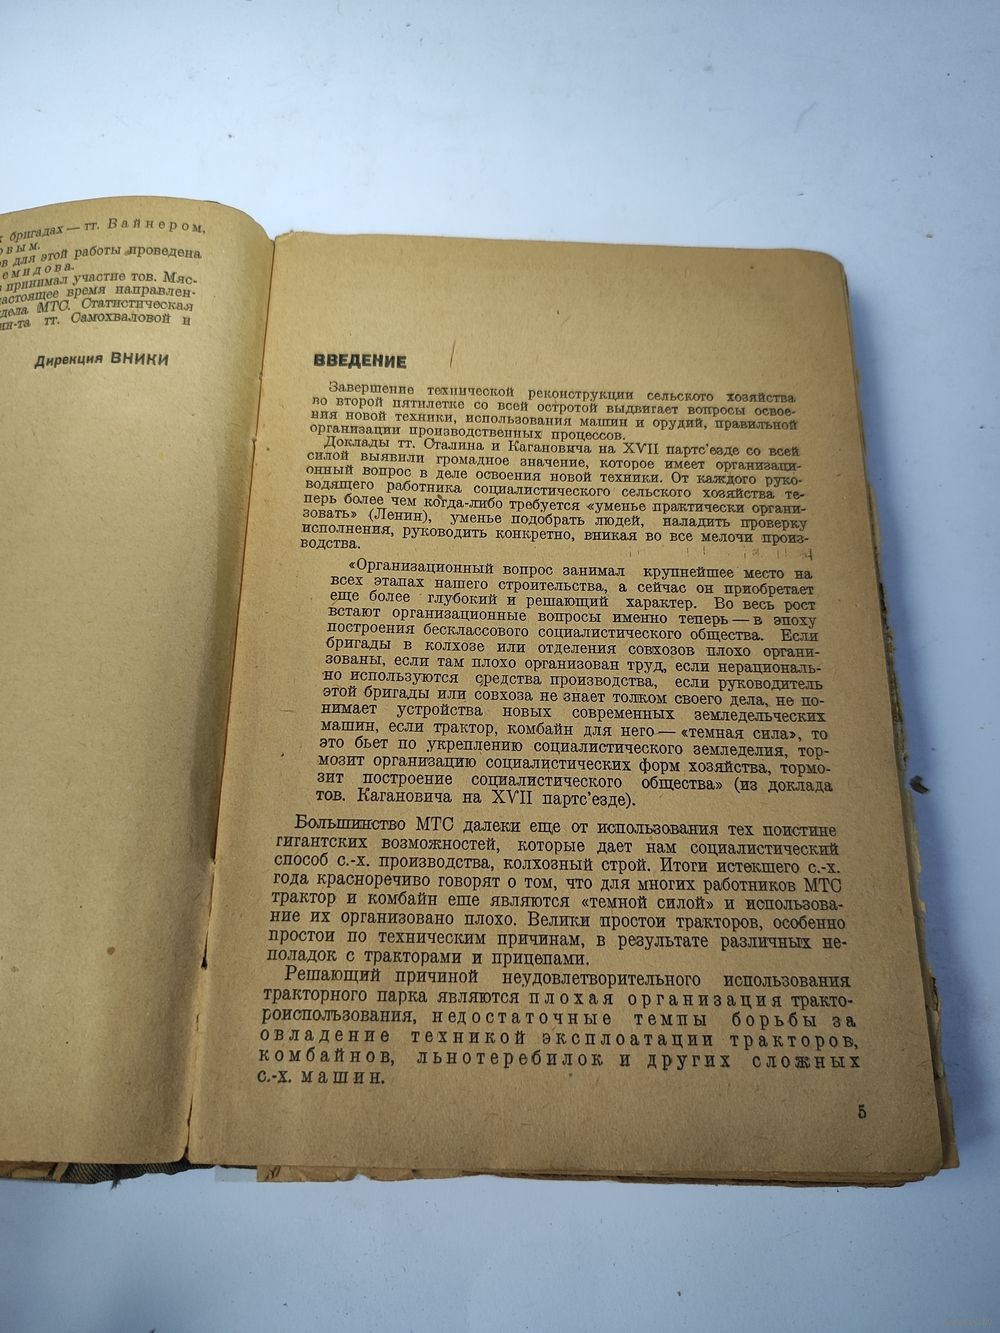 бригадах — тт. Вайнером,
для этой работы проведена
принимал участие тов. Мяс-
настоящее время направлен-
МТС. Статистическая
ин-та тт. Самохваловой и
Дирекция ВНИКИ
ВВЕДЕНИЕ
Завершение технической реконструкции сельского хозяйства
во второй пятилетке со всей остротой выдвигает вопросы освое-
ния новой техники, использования машин и орудий, правильной
организации производственных процессов.
Доклады тт. Сталина и Кагановича на XVII партс'езде со всей
силой выявили громадное значение, которое имеет организаци-
онный вопрос в деле освоения новой техники. От каждого руко-
водящего работника социалистического сельского хозяйства те-
перь более чем когда-либо требуется «уменье практически органи-
зовать» (Ленин), уменье подобрать людей, наладить проверку
исполнения, руководить конкретно, вникая во все мелочи произ-
водства.
«Организационный вопрос занимал крупнейшее место на
всех этапах нашего строительства, а сейчас он приобретает
еще более глубокий и решающий характер. Во весь рост
встают организационные вопросы именно теперь — в эпоху
построения бесклассового социалистического общества. Если
бригады в колхозе или отделения совхозов плохо органи-
зованы, если там плохо организован труд, если нерациональ-
но используются средства производства, если руководитель
этой бригады или совхоза не знает толком своего дела, не по-
нимает устройства новых современных земледельческих
машин, если трактор, комбайн для него — «темная сила», то
это бьет по укреплению социалистического земледелия, тор-
мозит организацию социалистических форм хозяйства, тормо-
зит построение социалистического общества» (из доклада
тов. Кагановича на XVII партс'езде).
Большинство МТС далеки еще от использования тех поистине
гигантских возможностей, которые дает нам социалистический
способ с.-х. производства, колхозный строй. Итоги истекшего с.-х.
года красноречиво говорят о том, что для многих работников МТС
трактор и комбайн еще являются «темной силой» и использова-
ние их организовано плохо. Велики простои тракторов, особенно
простои по техническим причинам, в результате различных не-
поладок с тракторами и прицепами.
Решающий причиной неудовлетворительного использования
тракторного парка являются плохая организация тракто-
роиспользования, недостаточные темпы борьбы за
овладение техникой эксплоатации тракторов,
комбайнов, льнотеребилок и других сложных
с.-х. машин.
5